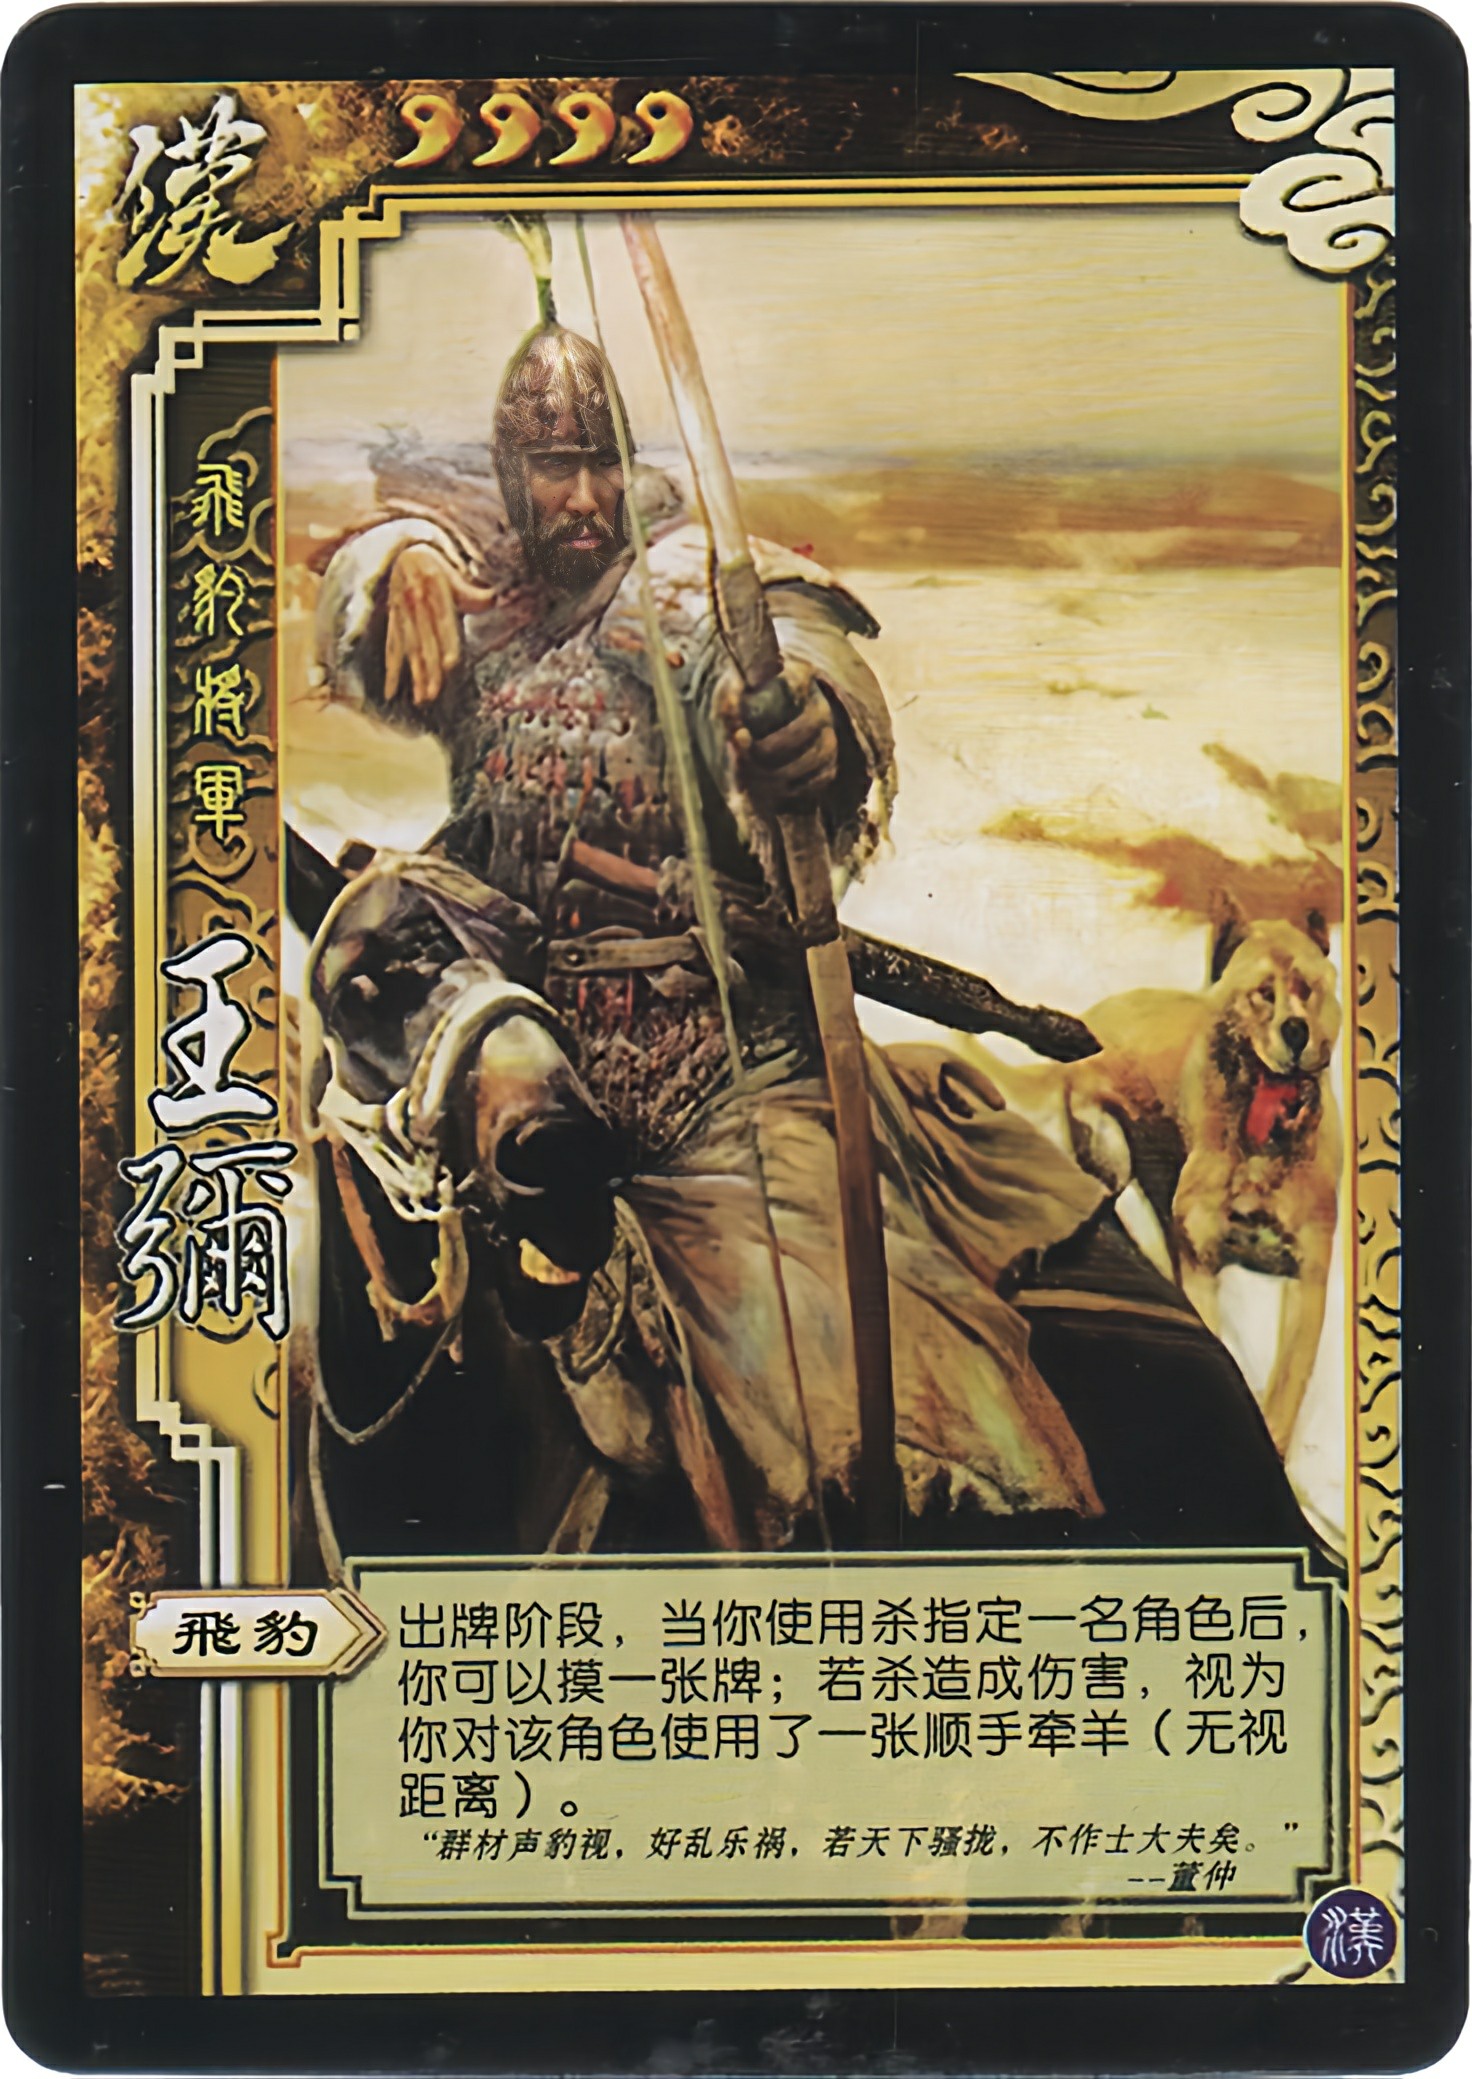 漢
飛豹將軍
王彌
飛豹
出牌阶段，当你使用杀指定一名角色后，
你可以摸一张牌；若杀造成伤害，视为
你对该角色使用了一张顺手牵羊（无视
距离）。
“群材声豹视，好乱乐祸，若天下骚拢，不作士大夫矣。”
--董仲
漢